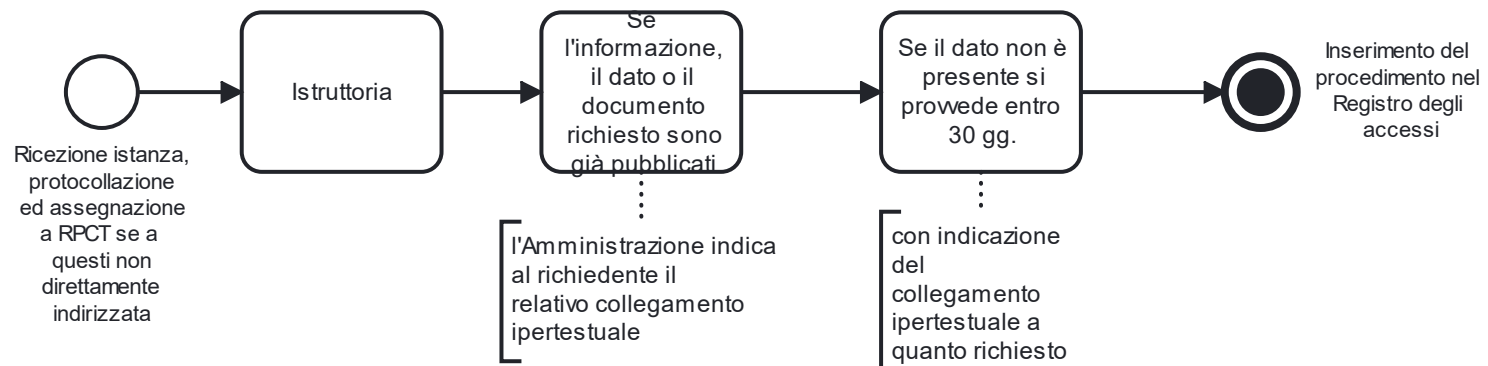 Ricezione istanza,
protocollazione
ed assegnazione
a RPCT se a
questi non
direttamente
indirizzata
Istruttoria
Se
l'informazione,
il dato o il
documento
richiesto sono
già pubblicati
l'Amministrazione indica
al richiedente il
relativo collegamento
ipertestuale
Se il dato non è
presente si
provvede entro
30 gg.
con indicazione
del
collegamento
ipertestuale a
quanto richiesto
Inserimento del
procedimento nel
Registro degli
accessi